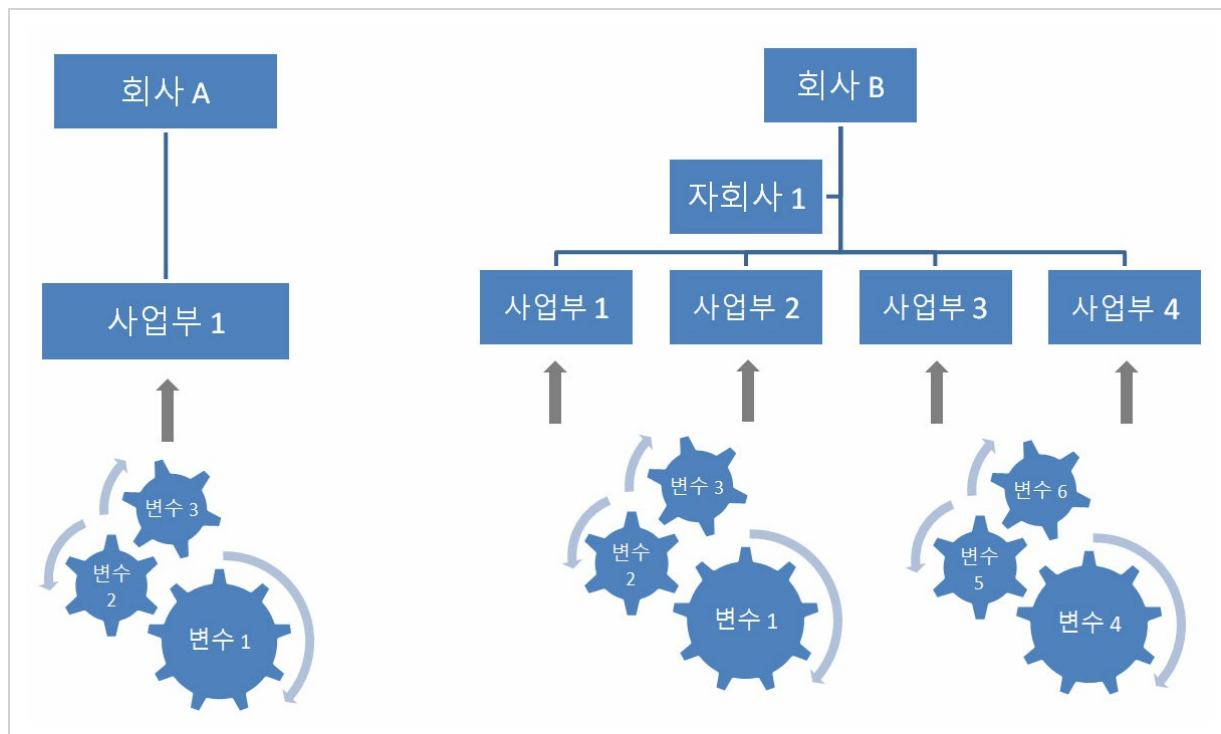 회사 A
사업부 1
변수 3
변수
2
변수 1
회사 B
자회사 1
사업부 1
사업부 2
사업부 3
사업부 4
변수 3
변수
2
변수 1
변수 6
변수
5
변수 4